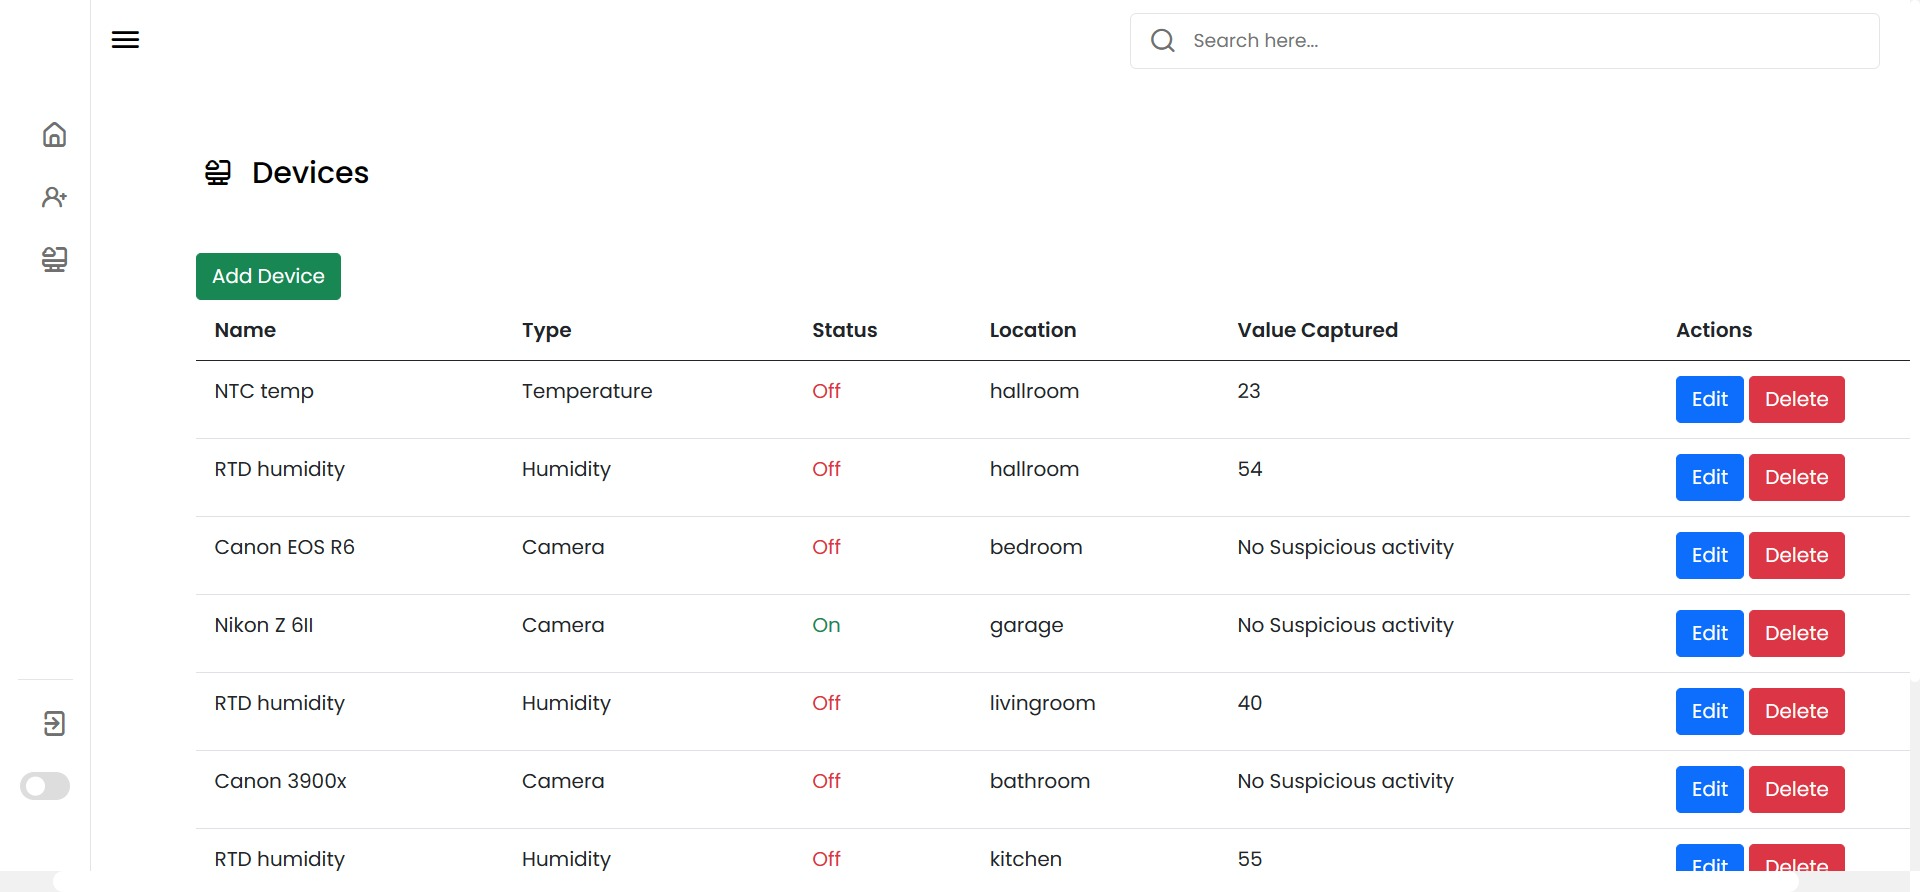 Search here...
Devices
Add Device
Name Type Status Location Value Captured Actions
NTC temp Temperature Off hallroom 23 Edit Delete
RTD humidity Humidity Off hallroom 54 Edit Delete
Canon EOS R6 Camera Off bedroom No Suspicious activity Edit Delete
Nikon Z 6II Camera On garage No Suspicious activity Edit Delete
RTD humidity Humidity Off livingroom 40 Edit Delete
Canon 3900x Camera Off bathroom No Suspicious activity Edit Delete
RTD humidity Humidity Off kitchen 55 Edit Delete